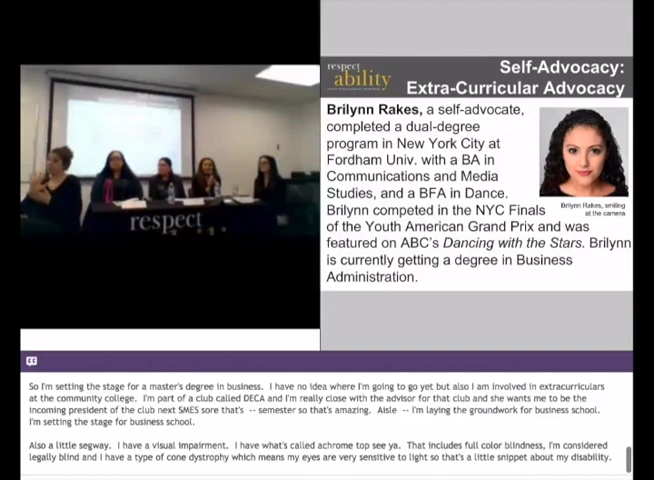 respect
ability
Self-Advocacy:
Extra-Curricular Advocacy
Brilynn Rakes, a self-advocate,
completed a dual-degree
program in New York City at
Fordham Univ. with a BA in
Communications and Media
Studies, and a BFA in Dance.
Brilynn competed in the NYC Finals
of the Youth American Grand Prix and was
featured on ABC's Dancing with the Stars. Brilynn
is currently getting a degree in Business
Administration.
Brilynn Rakes, smiling
at the camera
respect
So I'm setting the stage for a master's degree in business. I have no idea where I'm going to go yet but also I am involved in extracurriculars
at the community college. I'm part of a club called DECA and I'm really close with the advisor for that club and she wants me to be the
incoming president of the club next SMES sore that's -- semester so that's amazing. Aisle -- I'm laying the groundwork for business school.
I'm setting the stage for business school.
Also a little segway. I have a visual impairment. I have what's called achrome top see ya. That includes full color blindness, I'm considered
legally blind and I have a type of cone dystrophy which means my eyes are very sensitive to light so that's a little snippet about my disability.